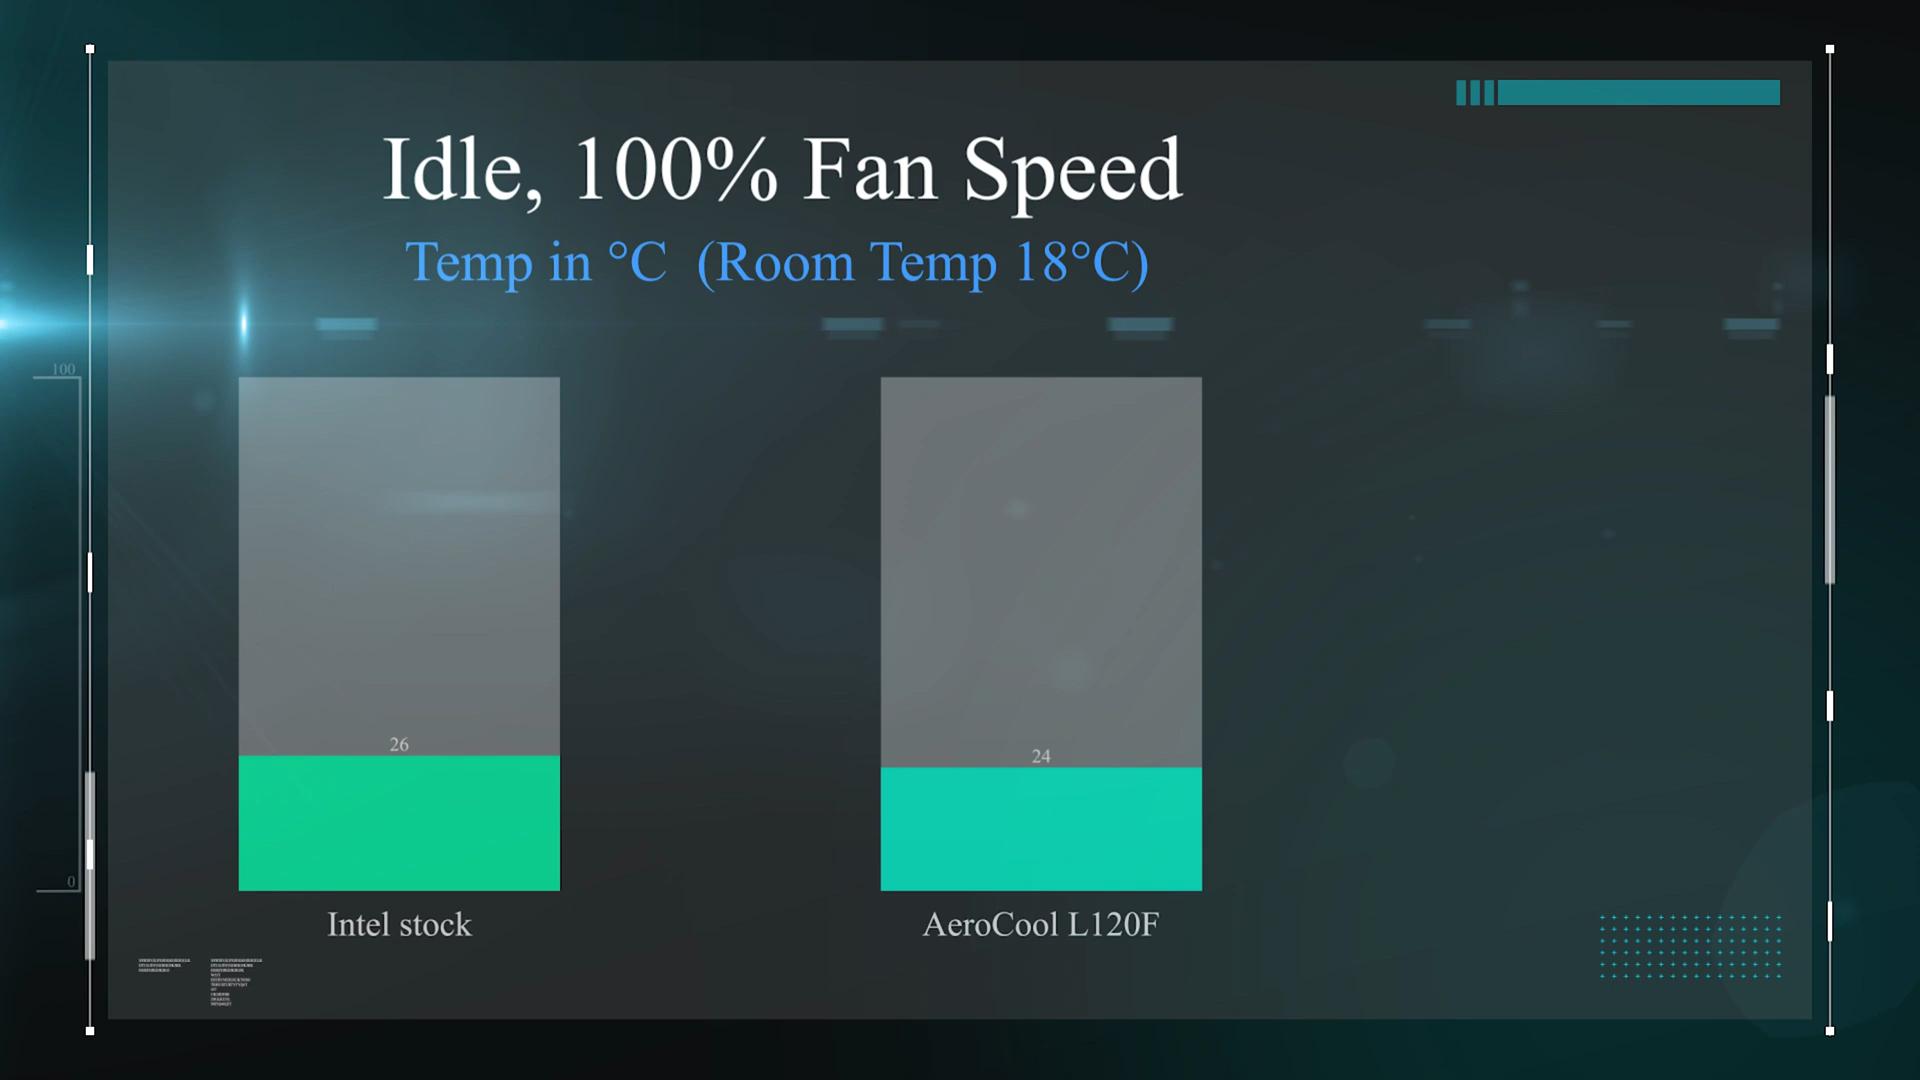 Idle, 100% Fan Speed
Temp in °C (Room Temp 18°C)
100
26
24
0
Intel stock
AeroCool L120F